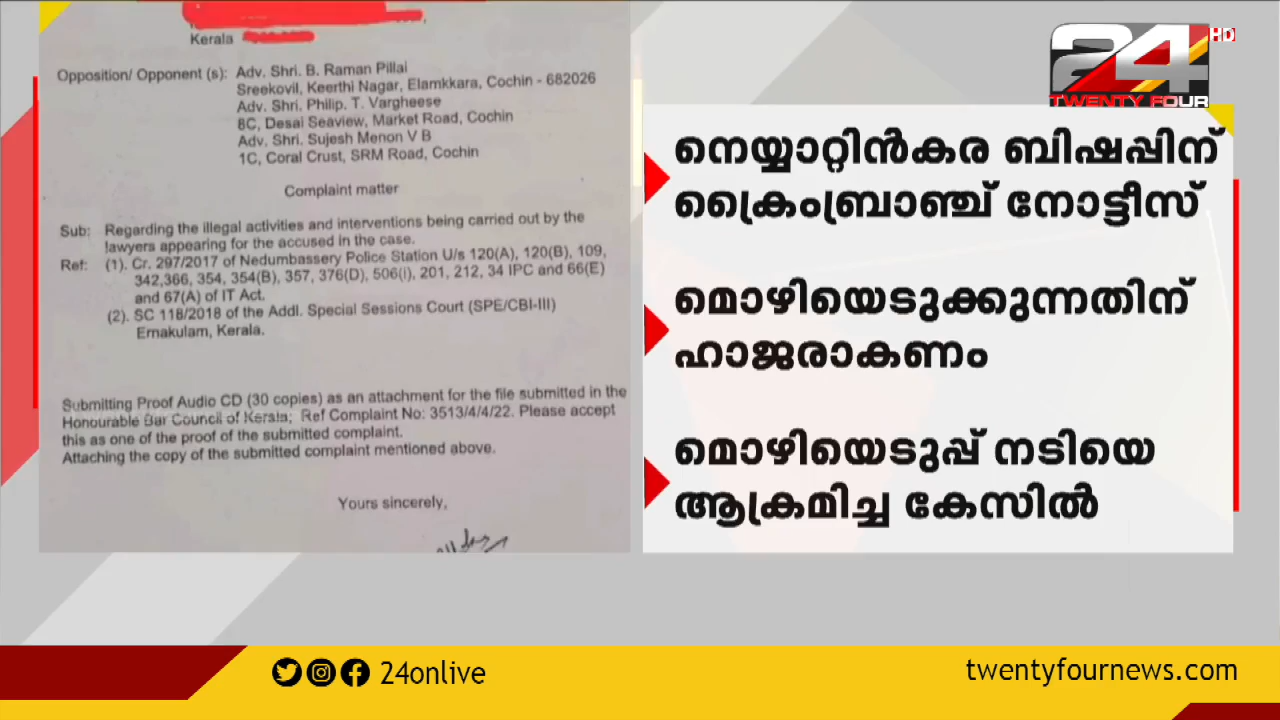 Kerala
Opposition/ Opponent (s): Adv. Shri. B. Raman Pillai
Sreekovil, Keerthi Nagar, Elamkkara, Cochin - 682026
Adv. Shri. Philip. T. Vargheese
8C, Desai Seaview, Market Road, Cochin
Adv. Shri. Sujesh Menon V B
1C, Coral Crust, SRM Road, Cochin
Complaint matter
Sub: Regarding the illegal activities and interventions being carried out by the
lawyers appearing for the accused in the case.
Ref: (1). Cr. 297/2017 of Nedumbassery Police Station U/s 120(A), 120(B), 109,
342,366, 354, 354(B), 357, 376(D), 506(i), 201, 212, 34 IPC and 66(E)
and 67(A) of IT Act.
(2). SC 118/2018 of the Addl. Special Sessions Court (SPE/CBI-III)
Ernakulam, Kerala.
Submitting Proof Audio CD (30 copies) as an attachment for the file submitted in the
Honourable Bar Council of Kerala; Ref Complaint No: 3513/4/4/22. Please accept
this as one of the proof of the submitted complaint.
Attaching the copy of the submitted complaint mentioned above.
Yours sincerely,
24 HD
TWENTY FOUR
നെയ്യാറ്റിൻകര ബിഷപ്പിന്
ക്രൈംബ്രാഞ്ച് നോട്ടീസ്
മൊഴിയെടുക്കുന്നതിന്
ഹാജരാകണം
മൊഴിയെടുപ്പ് നടിയെ
ആക്രമിച്ച കേസിൽ
24onlive
twentyfournews.com